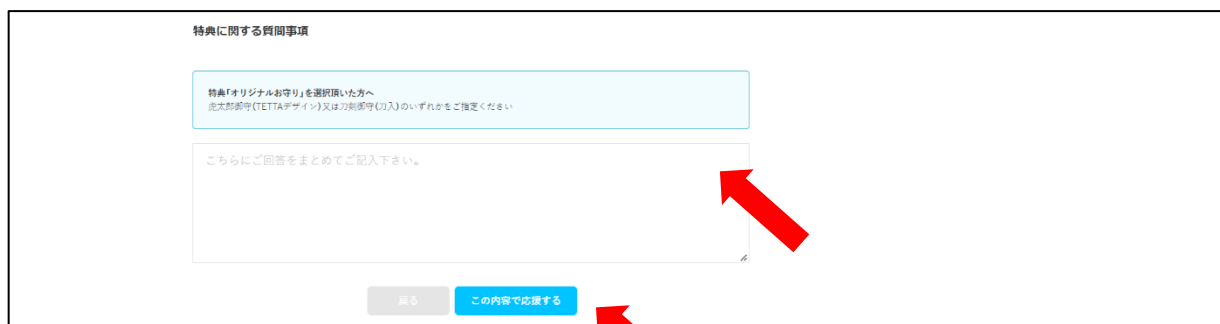 特典に関する質問事項
特典「オリジナルお守り」を選択頂いた方へ
虎太郎御守(TETTAデザイン)又は刀剣御守(刀入)のいずれかをご指定ください
こちらにご回答をまとめてご記入下さい。
戻る
この内容で応援する